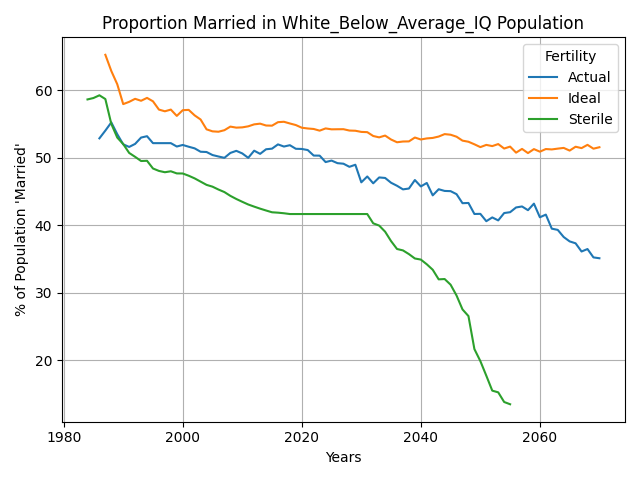 Proportion Married in White_Below_Average_IQ Population
Fertility
Actual
Ideal
Sterile
% of Population 'Married'
60
50
40
30
20
1980
2000
2020
2040
2060
Years